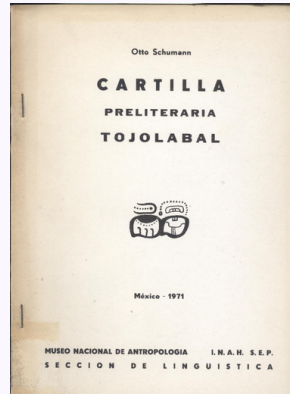 Otto Schumann
CARTILLA
PRELITERARIA
TOJOLABAL
México - 1971
MUSEO NACIONAL DE ANTROPOLOGIA I.N.A.H. S.E.P.
SECCION DE LINGUISTICA